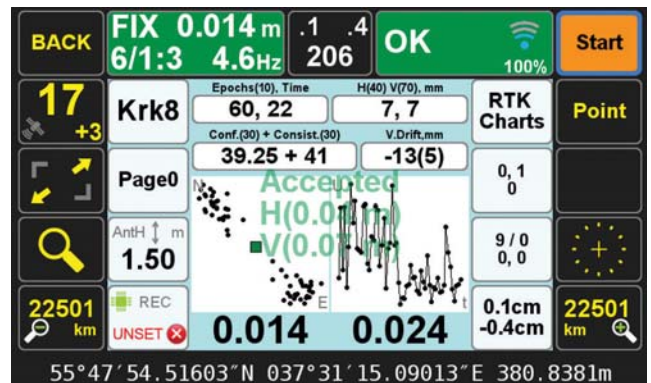 BACK
FIX 0.014 m
6/1:3 4.6Hz
.1 .4
206
OK
100%
Start
17
+3
Krk8
Epochs(10), Time
60, 22
H(40) V(70), mm
7, 7
RTK
Charts
Point
Conf.(30) + Consist.(30)
39.25 + 41
V.Drift,mm
-13(5)
Page0
N
U
Accepted
H(0.0
V(0.0
0, 1
0
AntH m
1.50
9 / 0
0, 0
E
t
22501
km
REC
UNSET
0.014
0.024
0.1cm
-0.4cm
22501
km
55°47′54.51603″N 037°31′15.09013″E 380.8381m